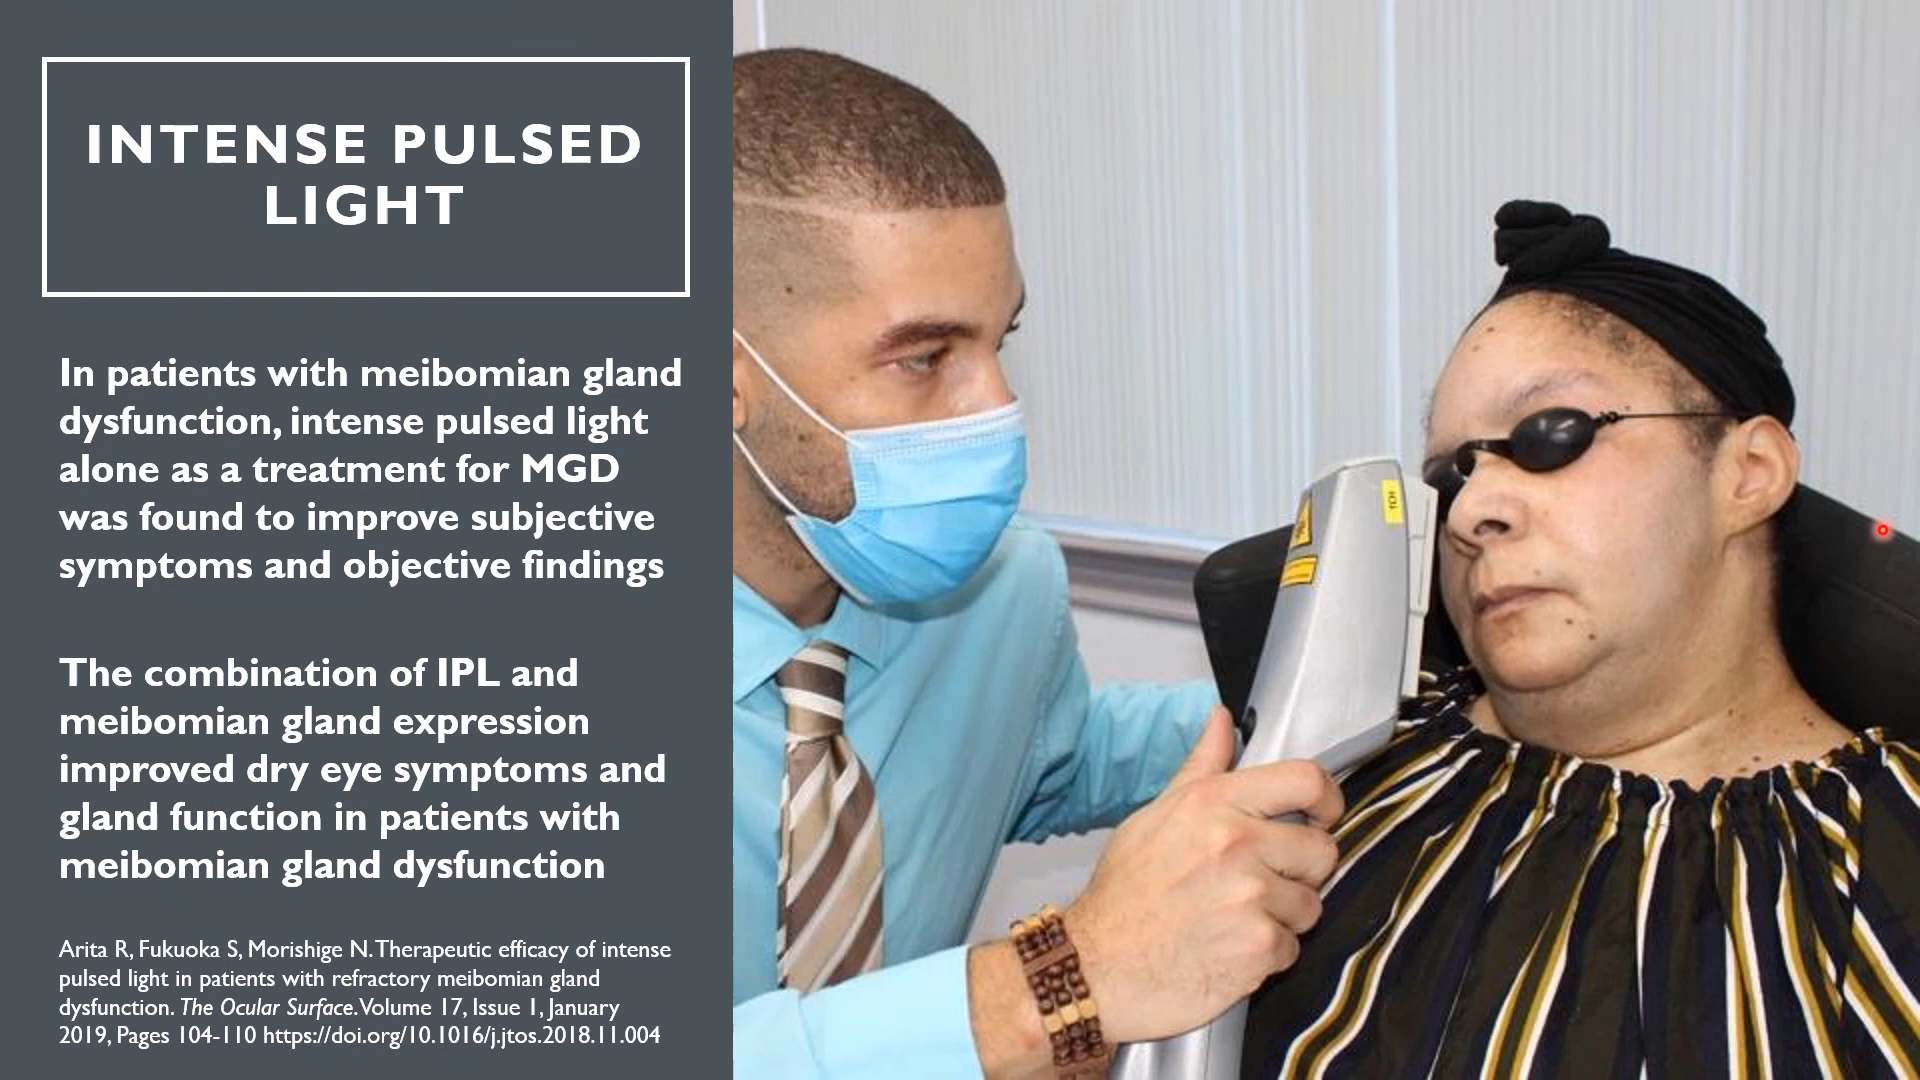 INTENSE PULSED
LIGHT
In patients with meibomian gland
dysfunction, intense pulsed light
alone as a treatment for MGD
was found to improve subjective
symptoms and objective findings
The combination of IPL and
meibomian gland expression
improved dry eye symptoms and
gland function in patients with
meibomian gland dysfunction
Arita R, Fukuoka S, Morishige N. Therapeutic efficacy of intense
pulsed light in patients with refractory meibomian gland
dysfunction. The Ocular Surface. Volume 17, Issue 1, January
2019, Pages 104-110 https://doi.org/10.1016/j.jtos.2018.11.004